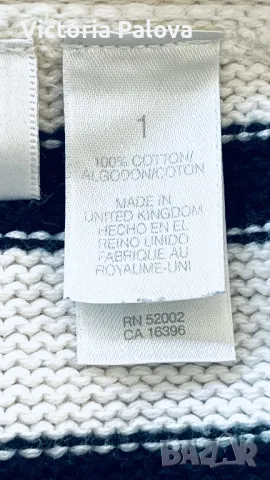 Victoria Palova
1
100% COTTON/
ALGODON/COTON
MADE IN
UNITED KINGDOM
HECHO EN EL
REINO UNIDO
FABRIQUE AU
ROYAUME-UNI
RN 52002
CA 16396
BAZAR